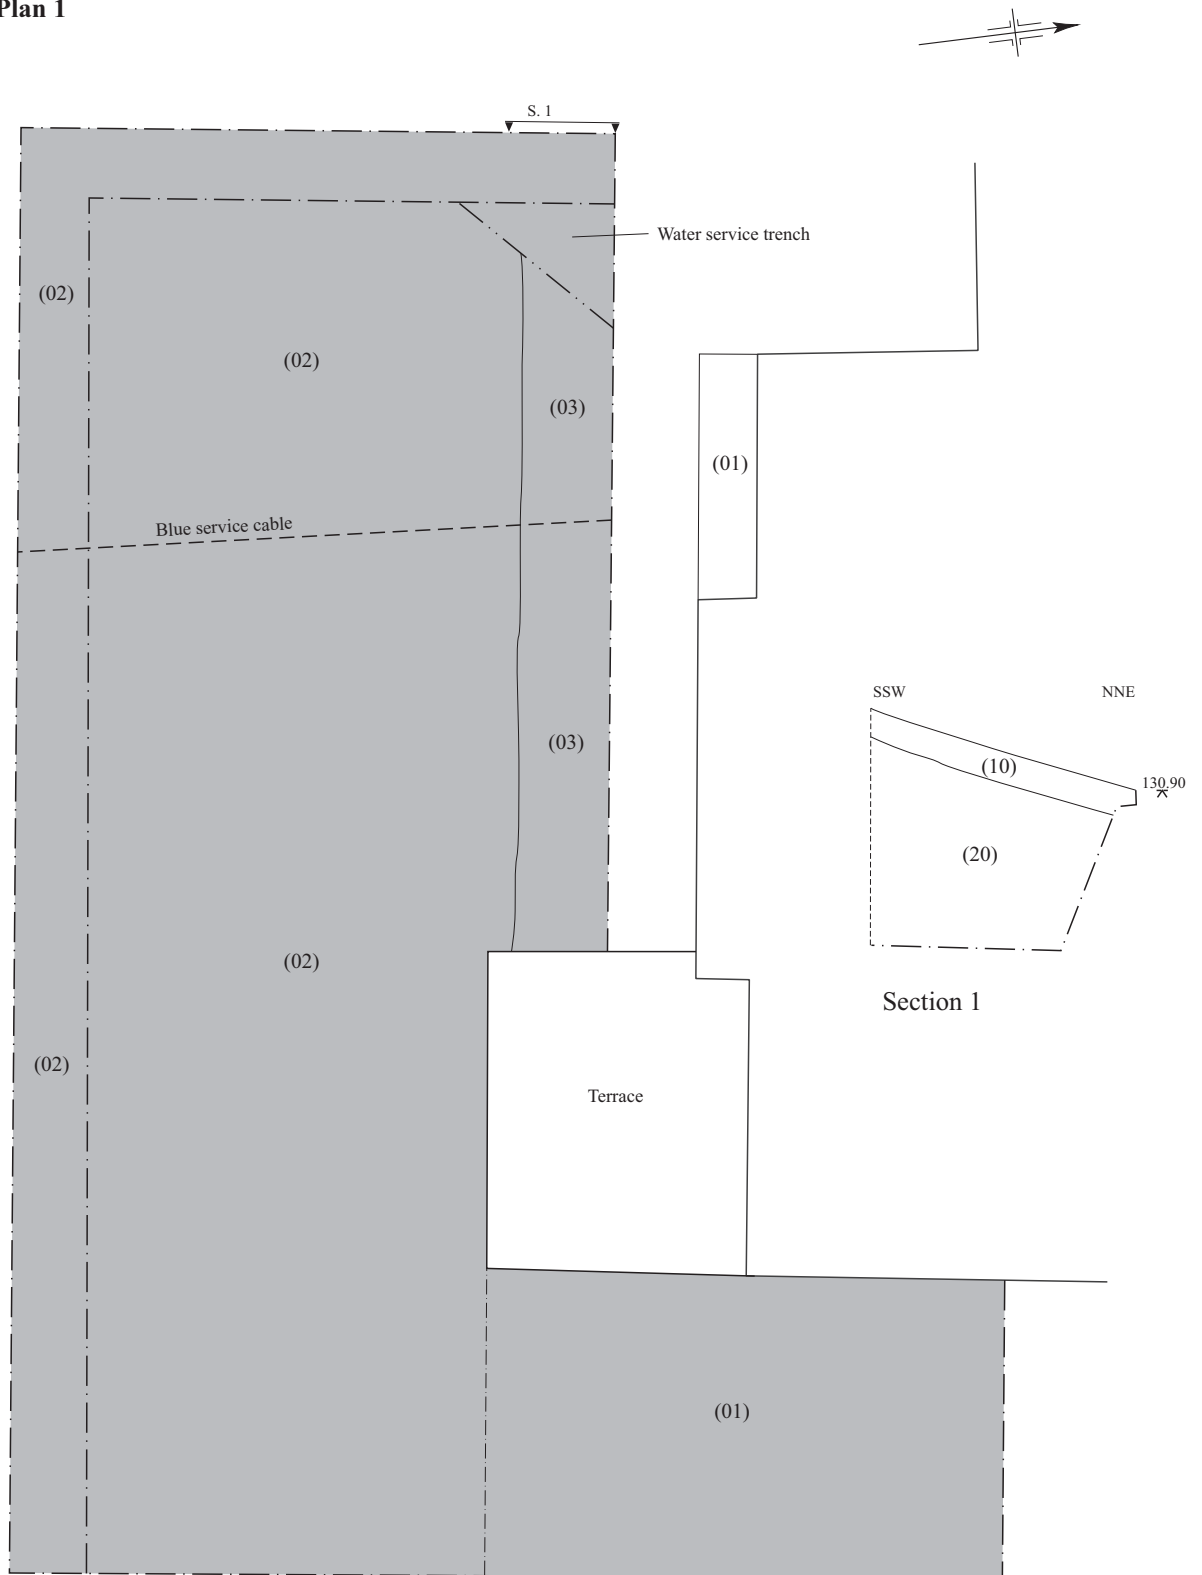 Plan 1
S. 1
Water service trench
(02)
(02)
(03)
(01)
Blue service cable
SSW
NNE
(03)
(10)
130.90
(20)
(02)
Section 1
(02)
Terrace
(01)